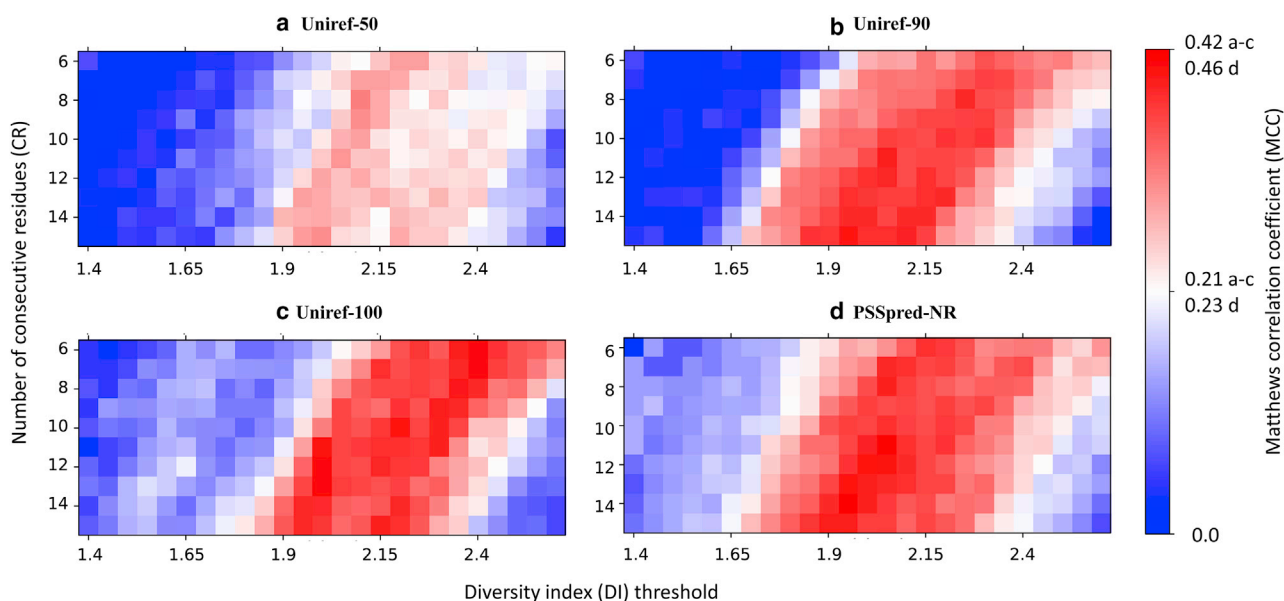 a Uniref-50
b Uniref-90
6
8
10
12
14
1.4 1.65 1.9 2.15 2.4
6
8
10
12
14
1.4 1.65 1.9 2.15 2.4
c Uniref-100
d PSSpred-NR
6
8
10
12
14
1.4 1.65 1.9 2.15 2.4
6
8
10
12
14
1.4 1.65 1.9 2.15 2.4
Number of consecutive residues (CR)
Diversity index (DI) threshold
0.42 a-c
0.46 d
0.21 a-c
0.23 d
0.0
Matthews correlation coefficient (MCC)